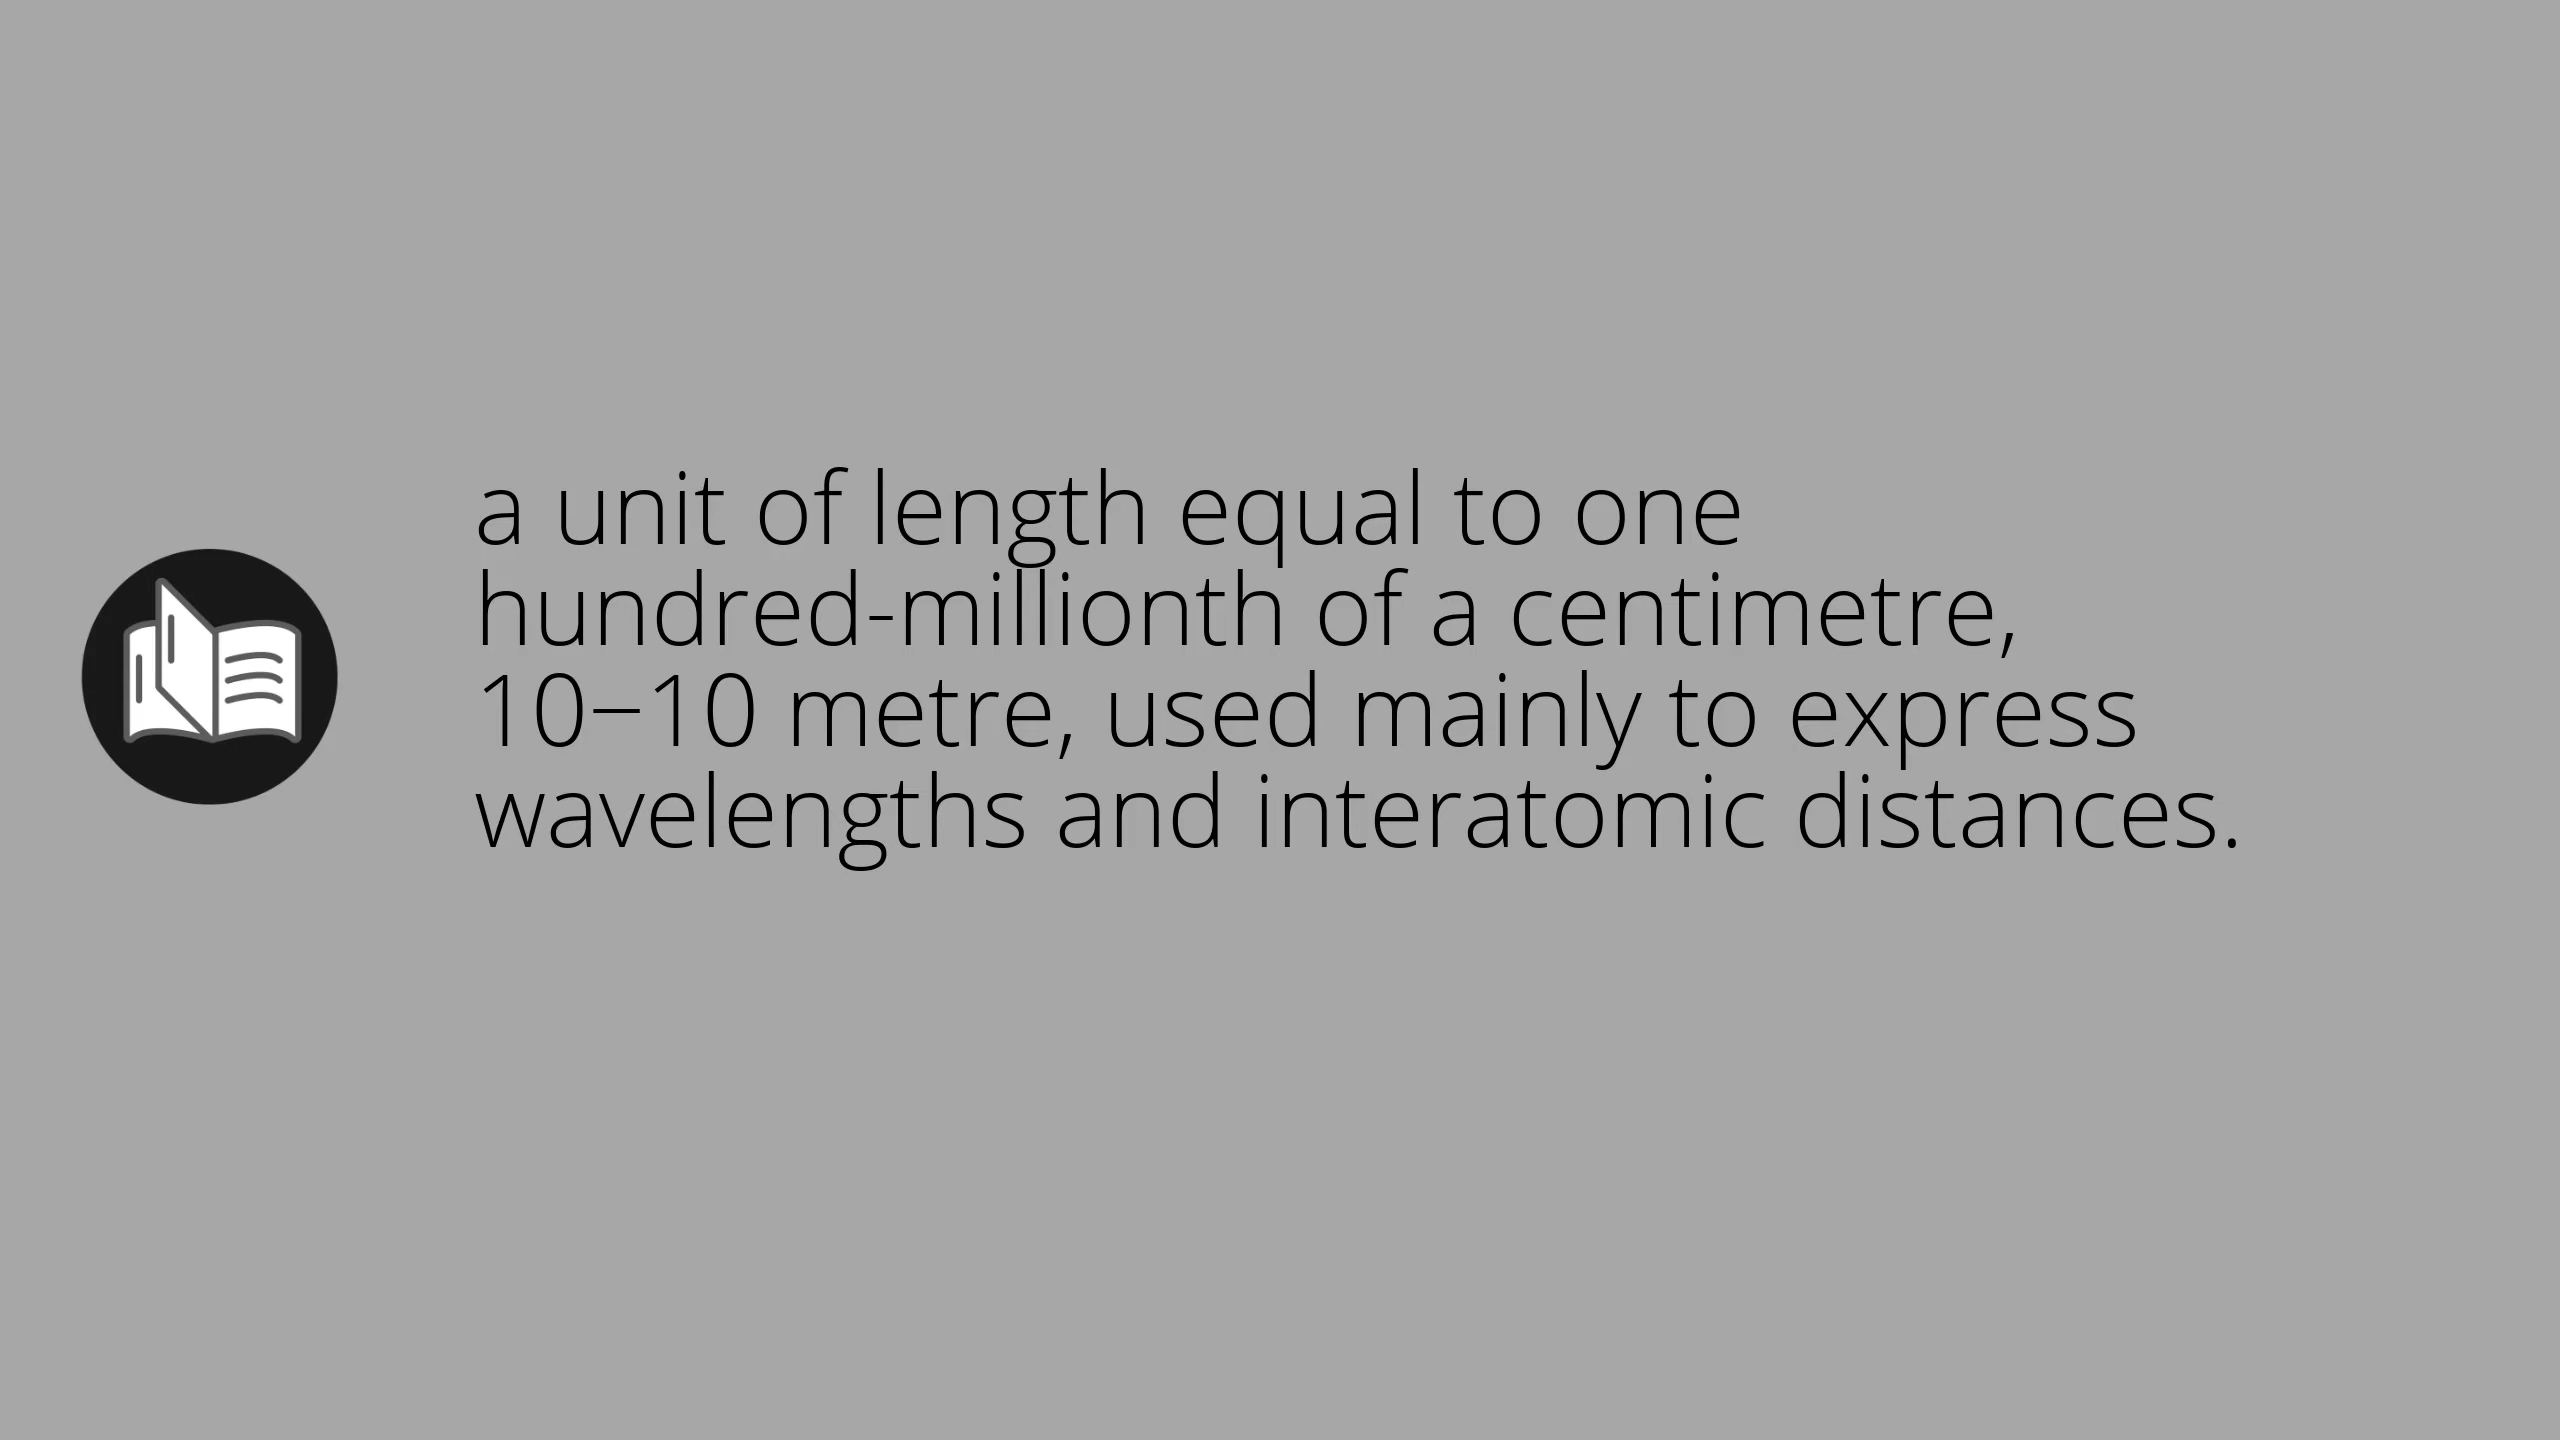 a unit of length equal to one
hundred-millionth of a centimetre,
10−10 metre, used mainly to express
wavelengths and interatomic distances.